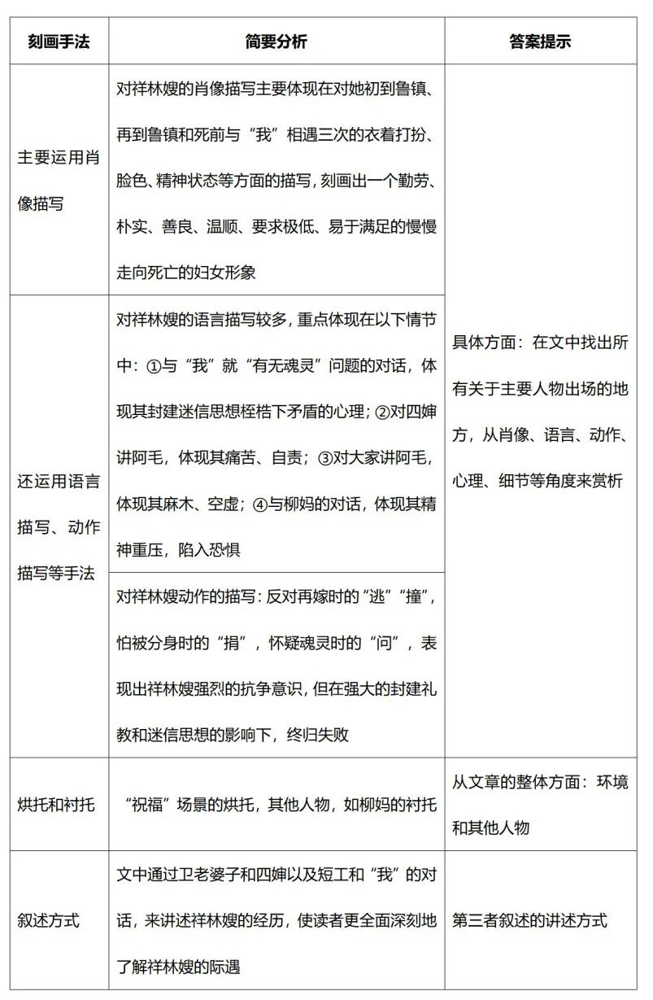 刻画手法
简要分析
答案提示
主要运用肖
像描写
对祥林嫂的肖像描写主要体现在对她初到鲁镇、
再到鲁镇和死前与“我”相遇三次的衣着打扮、
脸色、精神状态等方面的描写，刻画出一个勤劳、
朴实、善良、温顺、要求极低、易于满足的慢慢
走向死亡的妇女形象
还运用语言
描写、动作
描写等手法
对祥林嫂的语言描写较多，重点体现在以下情节
中：①与“我”就“有无魂灵”问题的对话，体
现其封建迷信思想桎梏下矛盾的心理；②对四婶
讲阿毛，体现其痛苦、自责；③对大家讲阿毛，
体现其麻木、空虚；④与柳妈的对话，体现其精
神重压，陷入恐惧
对祥林嫂动作的描写：反对再嫁时的“逃”“撞”，
怕被分身时的“捐”，怀疑魂灵时的“问”，表
现出祥林嫂强烈的抗争意识，但在强大的封建礼
教和迷信思想的影响下，终归失败
具体方面：在文中找出所
有关于主要人物出场的地
方，从肖像、语言、动作、
心理、细节等角度来赏析
烘托和衬托
“祝福”场景的烘托，其他人物，如柳妈的衬托
从文章的整体方面：环境
和其他人物
叙述方式
文中通过卫老婆子和四婶以及短工和“我”的对
话，来讲述祥林嫂的经历，使读者更全面深刻地
了解祥林嫂的际遇
第三者叙述的讲述方式